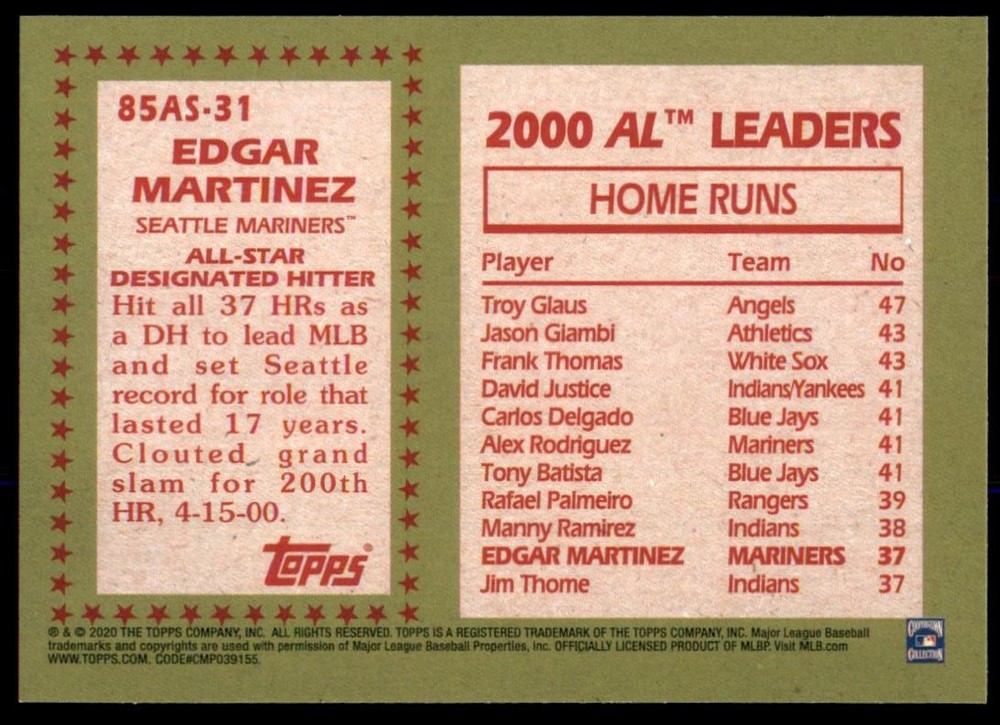 85AS-31
EDGAR
MARTINEZ
SEATTLE MARINERS™
ALL-STAR
DESIGNATED HITTER
Hit all 37 HRs as
a DH to lead MLB
and set Seattle
record for role that
lasted 17 years.
Clouted grand
slam for 200th
HR, 4-15-00.
Topps®
2000 AL™ LEADERS
HOME RUNS
Player Team No
Troy Glaus Angels 47
Jason Giambi Athletics 43
Frank Thomas White Sox 43
David Justice Indians/Yankees 41
Carlos Delgado Blue Jays 41
Alex Rodriguez Mariners 41
Tony Batista Blue Jays 41
Rafael Palmeiro Rangers 39
Manny Ramirez Indians 38
EDGAR MARTINEZ MARINERS 37
Jim Thome Indians 37
® & © 2020 THE TOPPS COMPANY, INC. ALL RIGHTS RESERVED. TOPPS IS A REGISTERED TRADEMARK OF THE TOPPS COMPANY, INC. Major League Baseball
trademarks and copyrights are used with permission of Major League Baseball Properties, Inc. OFFICIALLY LICENSED PRODUCT OF MLBP. Visit MLB.com
WWW.TOPPS.COM. CODE#CMP039155.
COOPERSTOWN
COLLECTION